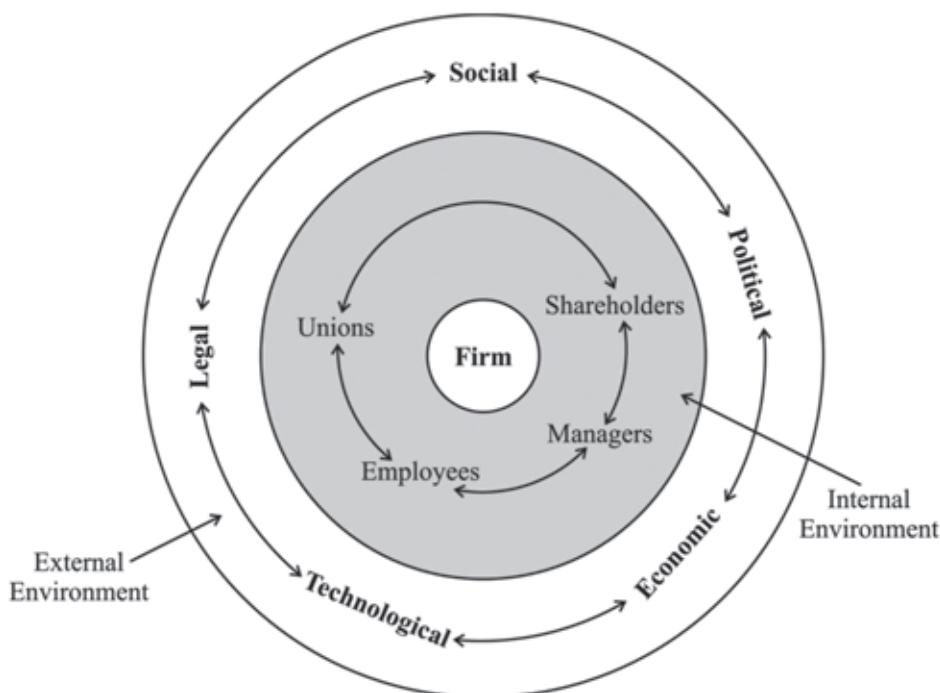 Social
Political
Legal
Shareholders
Unions
Firm
Managers
Employees
Internal
Environment
Economic
External
Environment
Technological